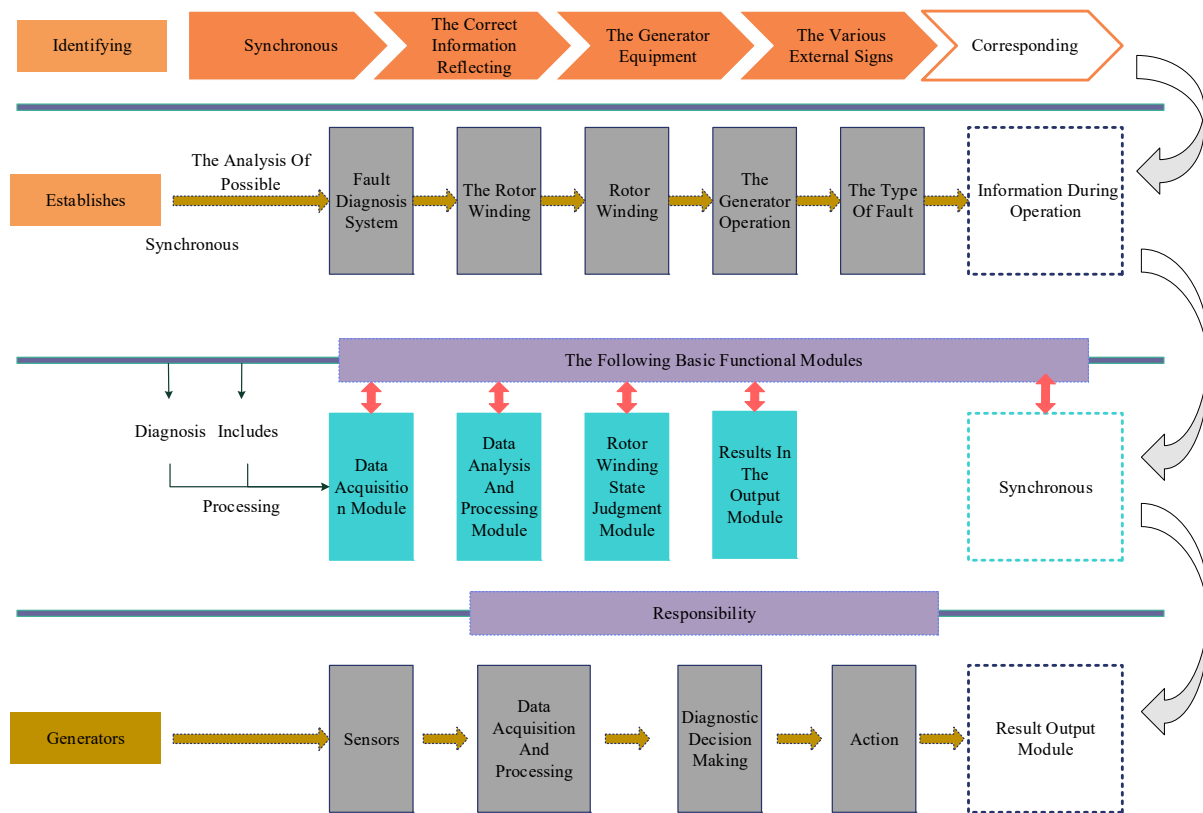 Identifying
Synchronous
The Correct
Information
Reflecting
The Generator
Equipment
The Various
External Signs
Corresponding
Establishes
The Analysis Of
Possible
Synchronous
Fault
Diagnosis
System
The Rotor
Winding
Rotor
Winding
The
Generator
Operation
The Type
Of Fault
Information During
Operation
The Following Basic Functional Modules
Diagnosis
Includes
Processing
Data
Acquisitio
n Module
Data
Analysis
And
Processing
Module
Rotor
Winding
State
Judgment
Module
Results In
The
Output
Module
Synchronous
Responsibility
Generators
Sensors
Data
Acquisition
And
Processing
Diagnostic
Decision
Making
Action
Result Output
Module